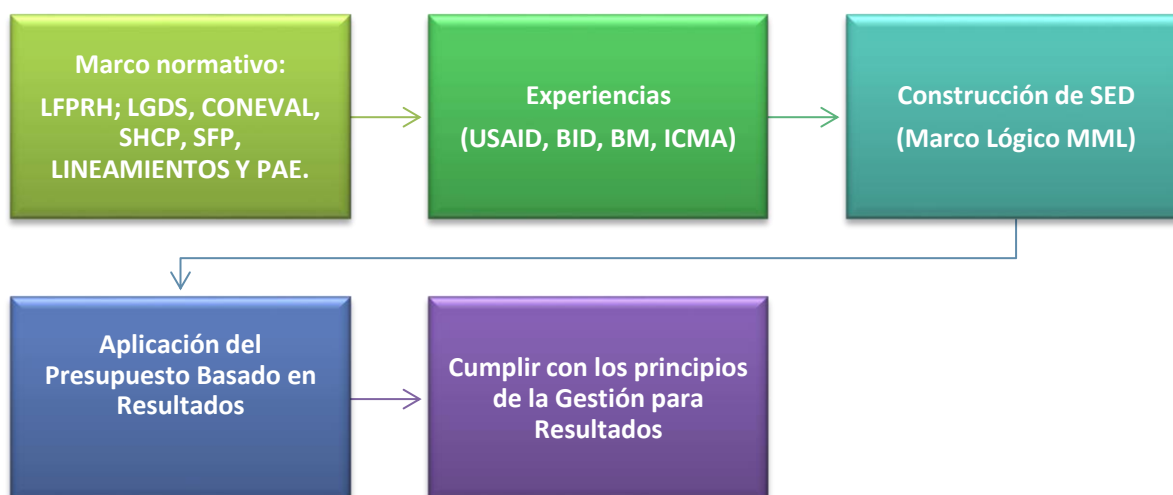 Marco normativo:
LFPRH; LGDS, CONEVAL,
SHCP, SFP,
LINEAMIENTOS Y PAE.
Experiencias
(USAID, BID, BM, ICMA)
Construcción de SED
(Marco Lógico MML)
Aplicación del
Presupuesto Basado en
Resultados
Cumplir con los principios
de la Gestión para
Resultados